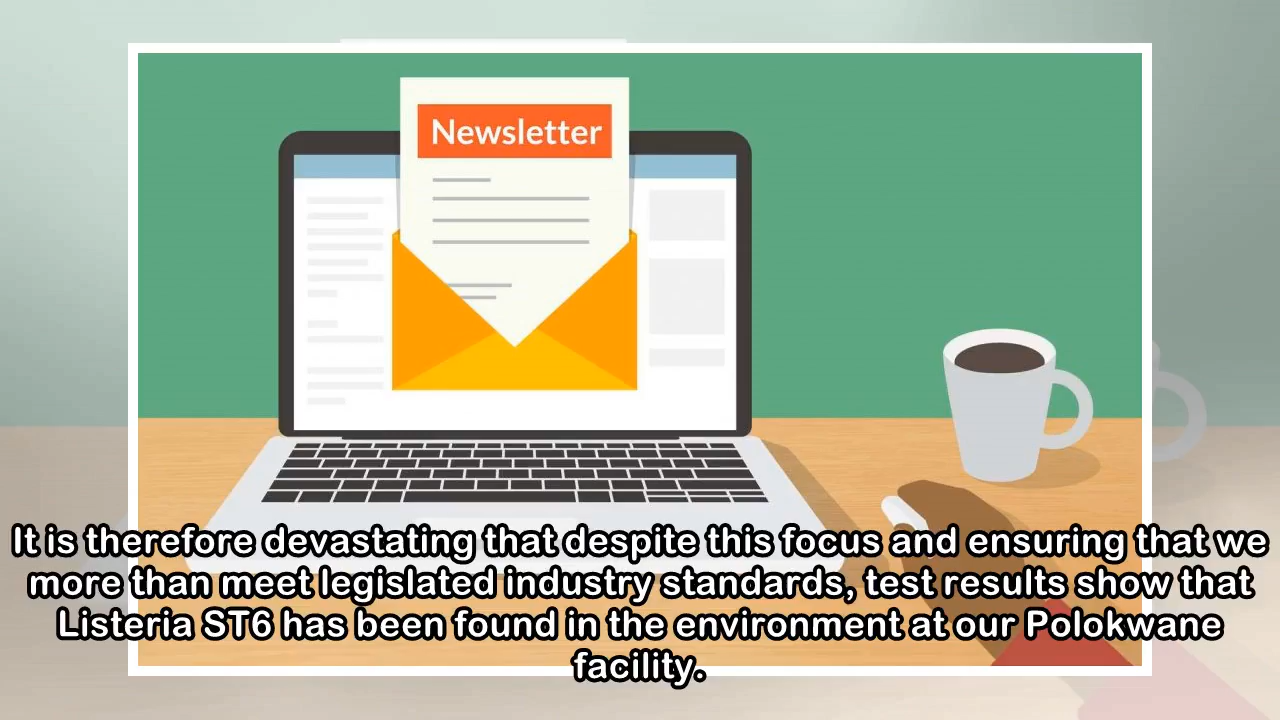 Newsletter
It is therefore devastating that despite this focus and ensuring that we
more than meet legislated industry standards, test results show that
Listeria ST6 has been found in the environment at our Polokwane
facility.